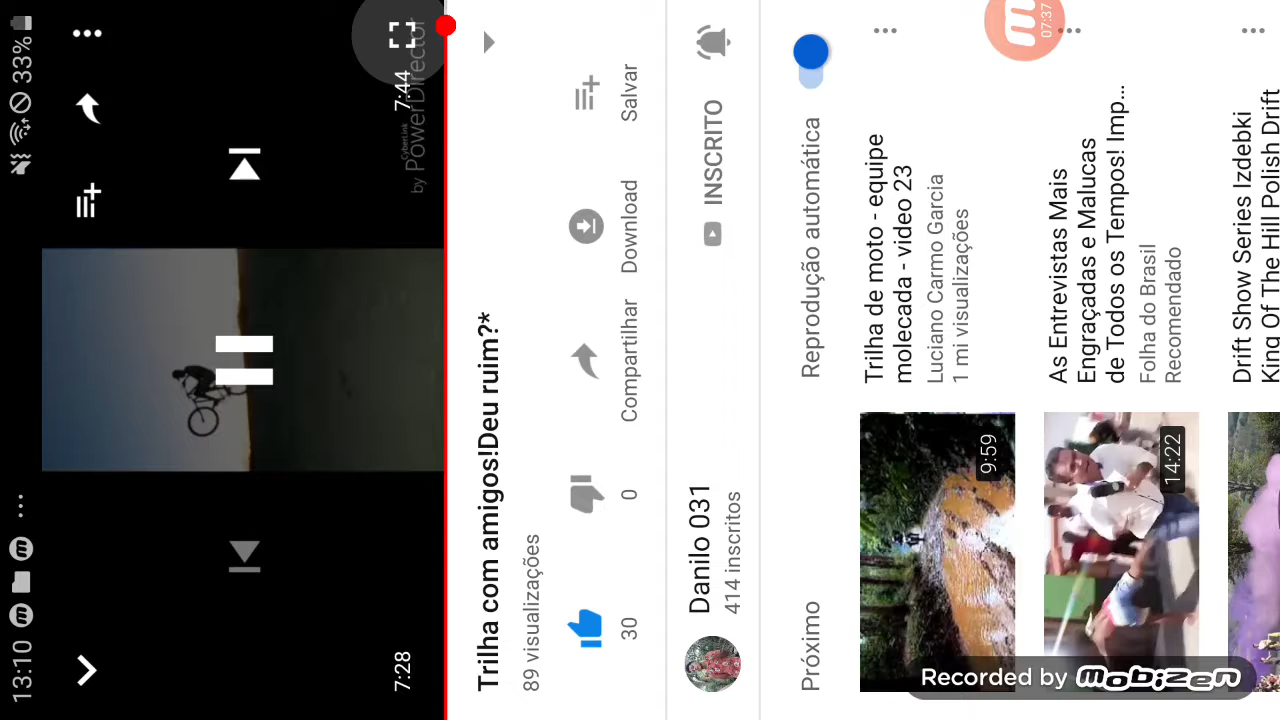 13:10
33%
7:28
7:44
by CyberLink
PowerDirector
Trilha com amigos!Deu ruim?*
89 visualizações
30
0
Compartilhar
Download
Salvar
Danilo 031
414 inscritos
INSCRITO
Próximo
Reprodução automática
9:59
Trilha de moto - equipe
molecada - video 23
Luciano Carmo Garcia
1 mi visualizações
14:22
As Entrevistas Mais
Engraçadas e Malucas
de Todos os Tempos! Imp...
Folha do Brasil
Recomendado
Drift Show Series Izdebki
King Of The Hill Polish Drift
07:37
Recorded by mobizen